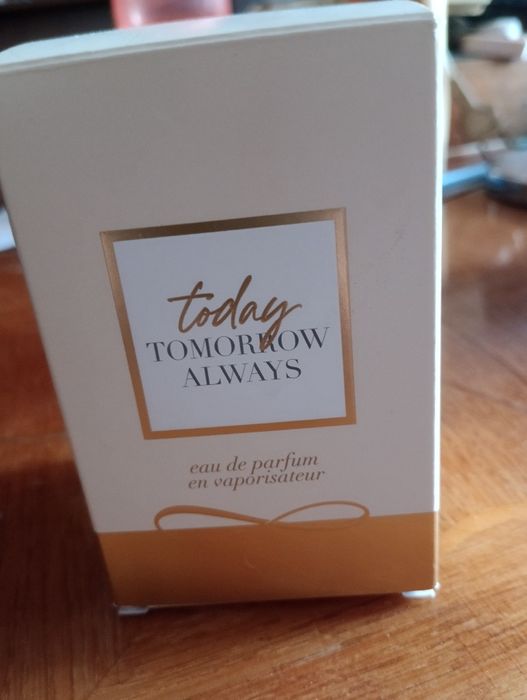 today
TOMORROW
ALWAYS
eau de parfum
en vaporisateur